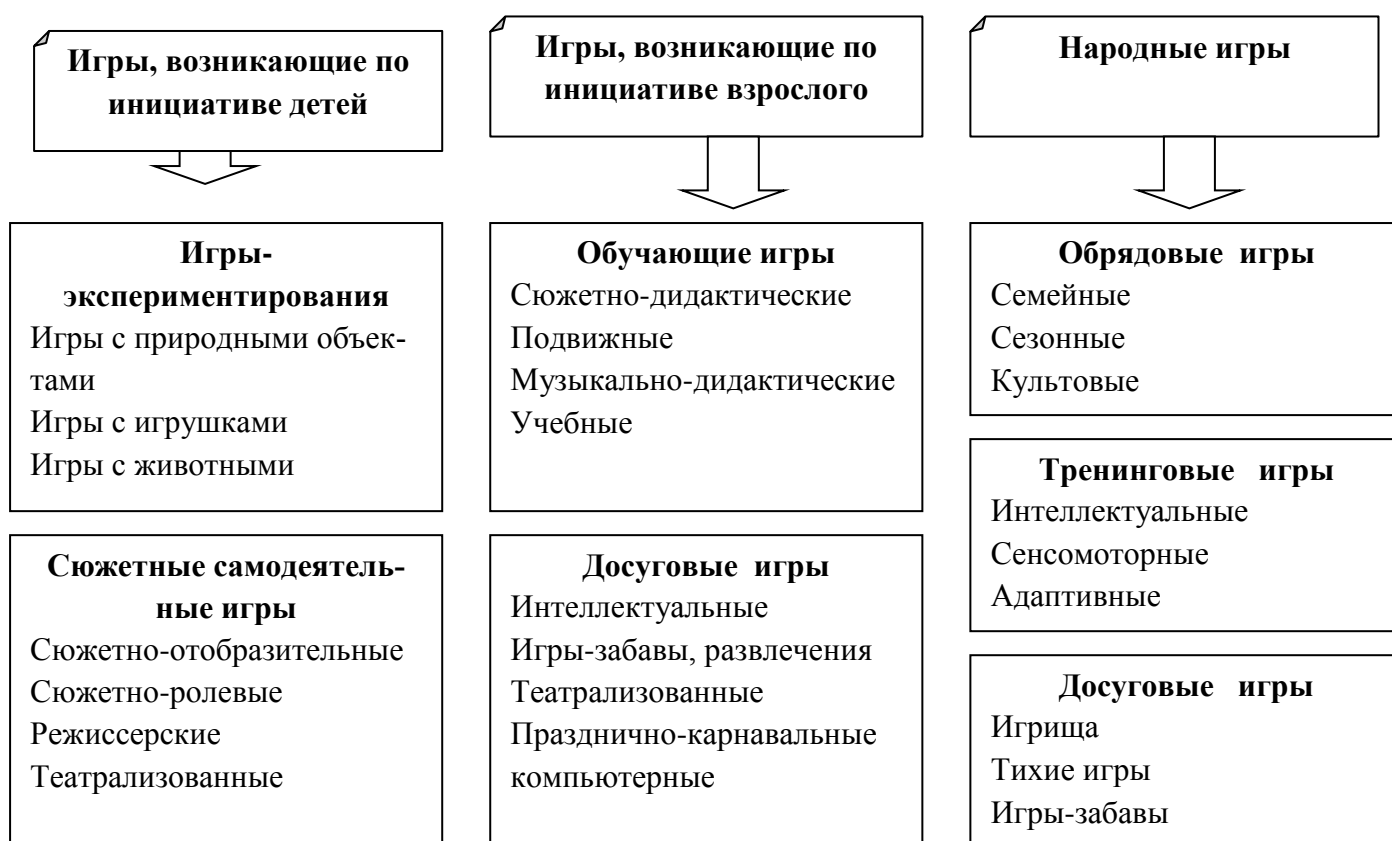 Игры, возникающие по
инициативе детей
Игры-
экспериментирования
Игры с природными объек-
тами
Игры с игрушками
Игры с животными
Сюжетные самодеятель-
ные игры
Сюжетно-отобразительные
Сюжетно-ролевые
Режиссерские
Театрализованные
Игры, возникающие по
инициативе взрослого
Обучающие игры
Сюжетно-дидактические
Подвижные
Музыкально-дидактические
Учебные
Досуговые игры
Интеллектуальные
Игры-забавы, развлечения
Театрализованные
Празднично-карнавальные
компьютерные
Народные игры
Обрядовые игры
Семейные
Сезонные
Культовые
Тренинговые игры
Интеллектуальные
Сенсомоторные
Адаптивные
Досуговые игры
Игрища
Тихие игры
Игры-забавы